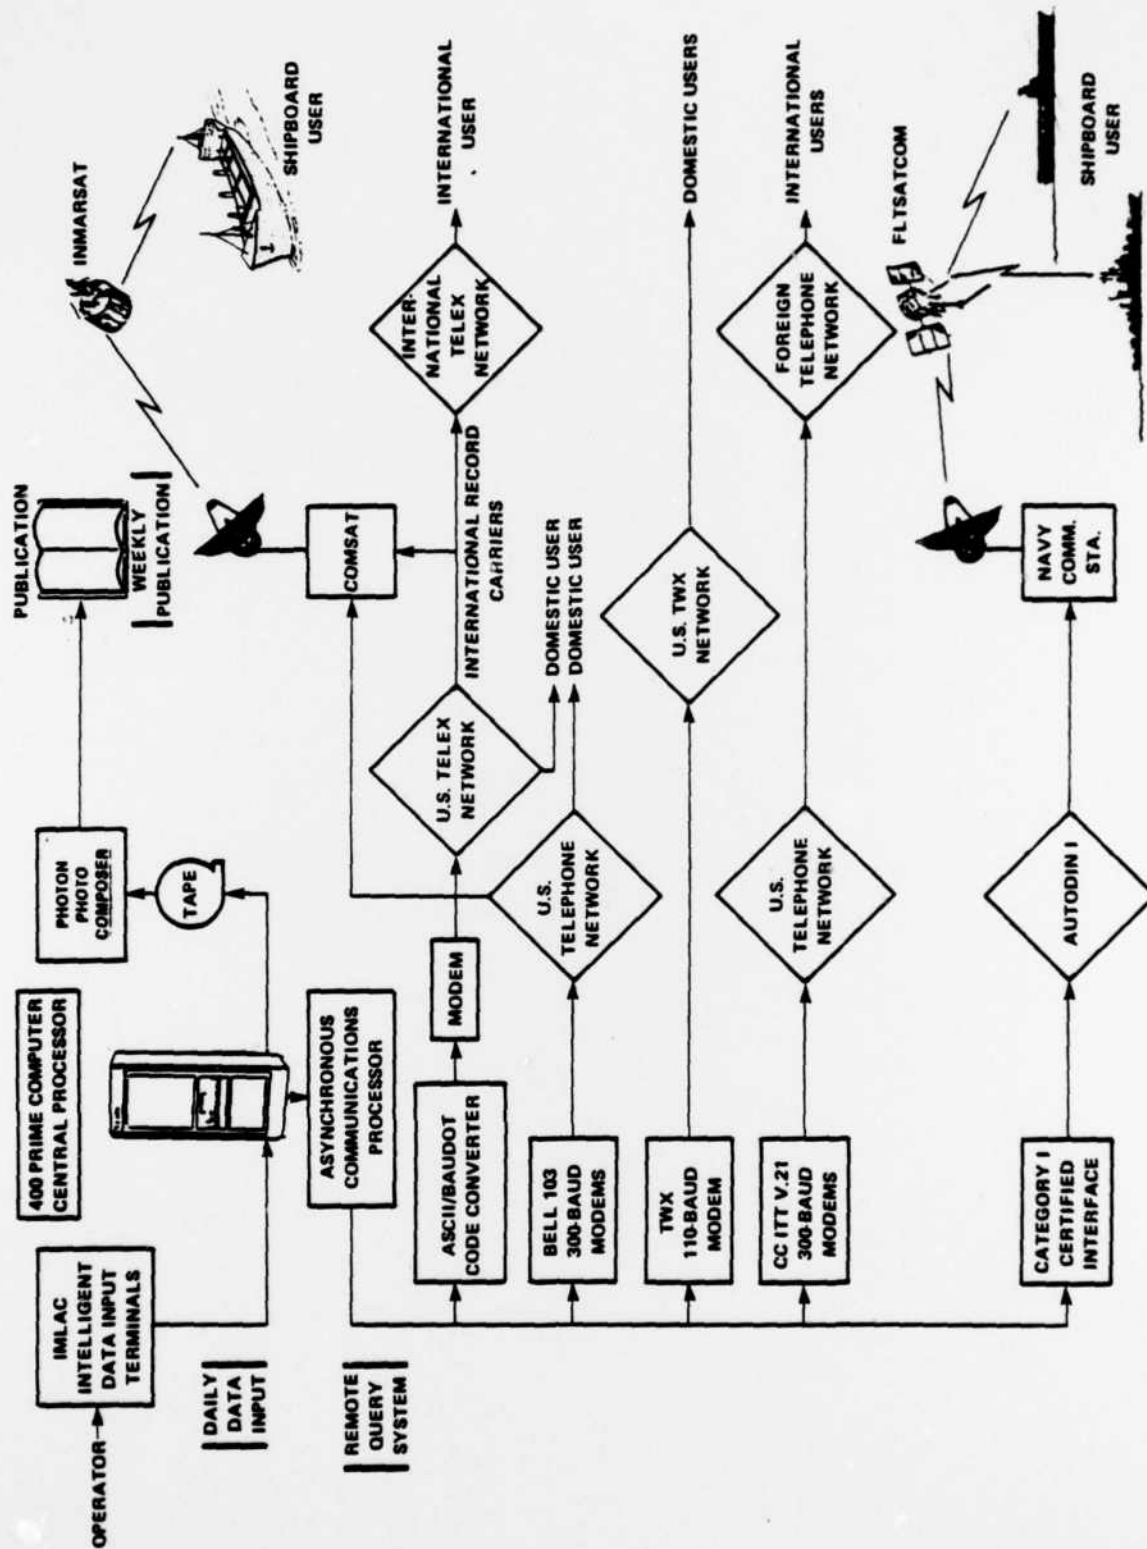 OPERATOR
IMLAC
INTELLIGENT
DATA INPUT
TERMINALS
400 PRIME COMPUTER
CENTRAL PROCESSOR
PHOTON
PHOTO
COMPOSER
TAPE
PUBLICATION
WEEKLY
PUBLICATION
INMARSAT
SHIPBOARD
USER
DAILY
DATA
INPUT
REMOTE
QUERY
SYSTEM
ASYNCHRONOUS
COMMUNICATIONS
PROCESSOR
COMSAT
ASCII/BAUDOT
CODE CONVERTER
MODEM
U.S. TELEX
NETWORK
INTERNATIONAL RECORD
CARRIERS
INTER-
NATIONAL
TELEX
NETWORK
INTERNATIONAL
USER
DOMESTIC USER
DOMESTIC USER
BELL 103
300-BAUD
MODEMS
U.S.
TELEPHONE
NETWORK
TWX
110-BAUD
MODEM
U.S. TWX
NETWORK
DOMESTIC USERS
CC ITT V.21
300-BAUD
MODEMS
U.S.
TELEPHONE
NETWORK
FOREIGN
TELEPHONE
NETWORK
INTERNATIONAL
USERS
CATEGORY I
CERTIFIED
INTERFACE
AUTODIN I
NAVY
COMM.
STA.
FLTSATCOM
SHIPBOARD
USER